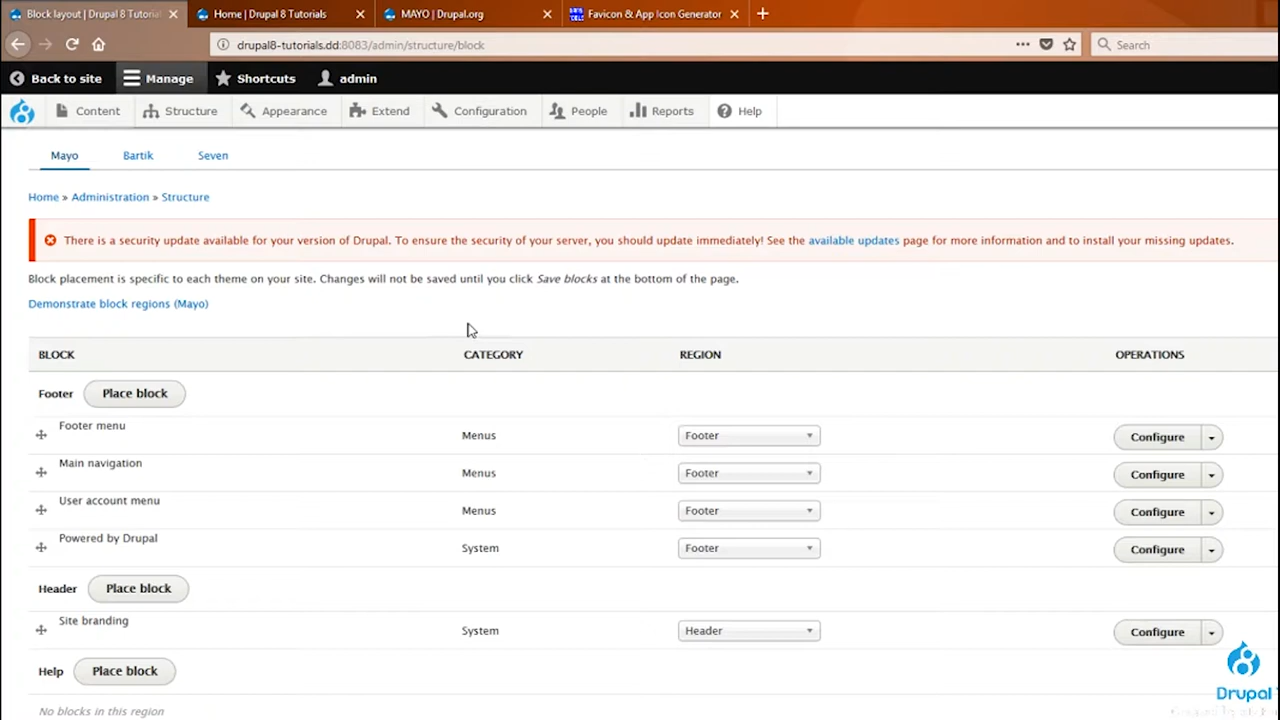 Block layout | Drupal 8 Tutorial
Home | Drupal 8 Tutorials
MAYO | Drupal.org
Favicon & App Icon Generator
drupal8-tutorials.dd:8083/admin/structure/block
Search
Back to site
Manage
Shortcuts
admin
Content
Structure
Appearance
Extend
Configuration
People
Reports
Help
Mayo
Bartik
Seven
Home » Administration » Structure
There is a security update available for your version of Drupal. To ensure the security of your server, you should update immediately! See the available updates page for more information and to install your missing updates.
Block placement is specific to each theme on your site. Changes will not be saved until you click Save blocks at the bottom of the page.
Demonstrate block regions (Mayo)
BLOCK CATEGORY REGION OPERATIONS
Footer Place block
Footer menu Menus Footer Configure
Main navigation Menus Footer Configure
User account menu Menus Footer Configure
Powered by Drupal System Footer Configure
Header Place block
Site branding System Header Configure
Help Place block
No blocks in this region
Drupal